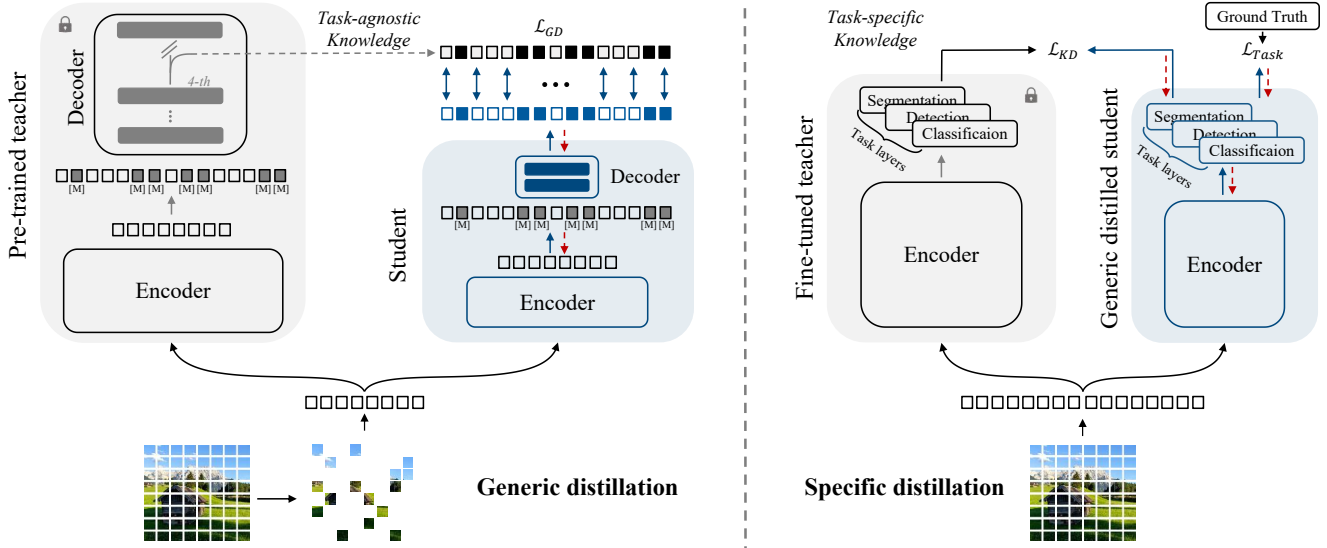 Pre-trained teacher
Decoder
4-th
[M] [M] [M] [M] [M] [M] [M]
Encoder
Task-agnostic
Knowledge
ℒGD
Student
Decoder
[M] [M] [M] [M] [M] [M] [M]
Encoder
Generic distillation
Task-specific
Knowledge
ℒKD
Ground Truth
ℒTask
Fine-tuned teacher
Segmentation
Detection
Classificaion
Task layers
Encoder
Generic distilled student
Segmentation
Detection
Classificaion
Task layers
Encoder
Specific distillation